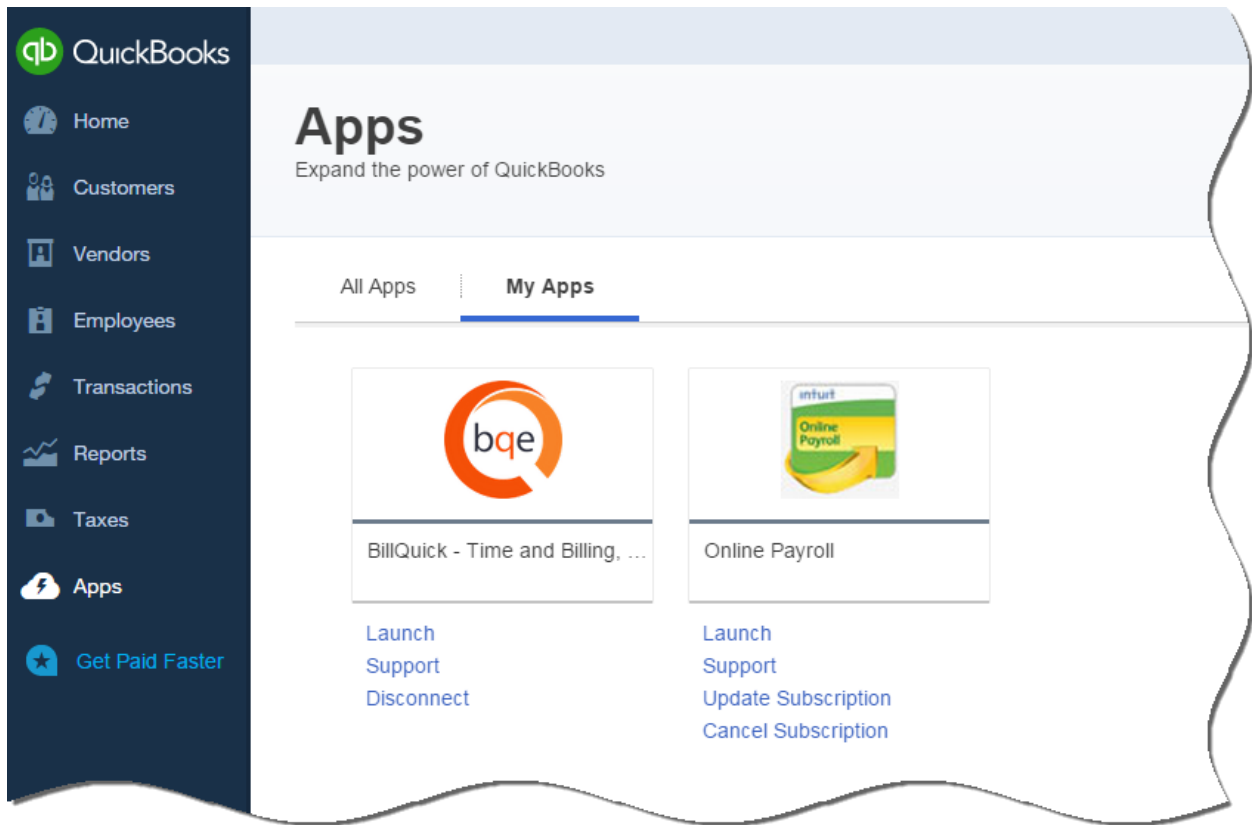 qb QuickBooks
Home
Customers
Vendors
Employees
Transactions
Reports
Taxes
Apps
Get Paid Faster
Apps
Expand the power of QuickBooks
All Apps
My Apps
bqe
BillQuick - Time and Billing, ...
Launch
Support
Disconnect
intuit
Online
Payroll
Online Payroll
Launch
Support
Update Subscription
Cancel Subscription